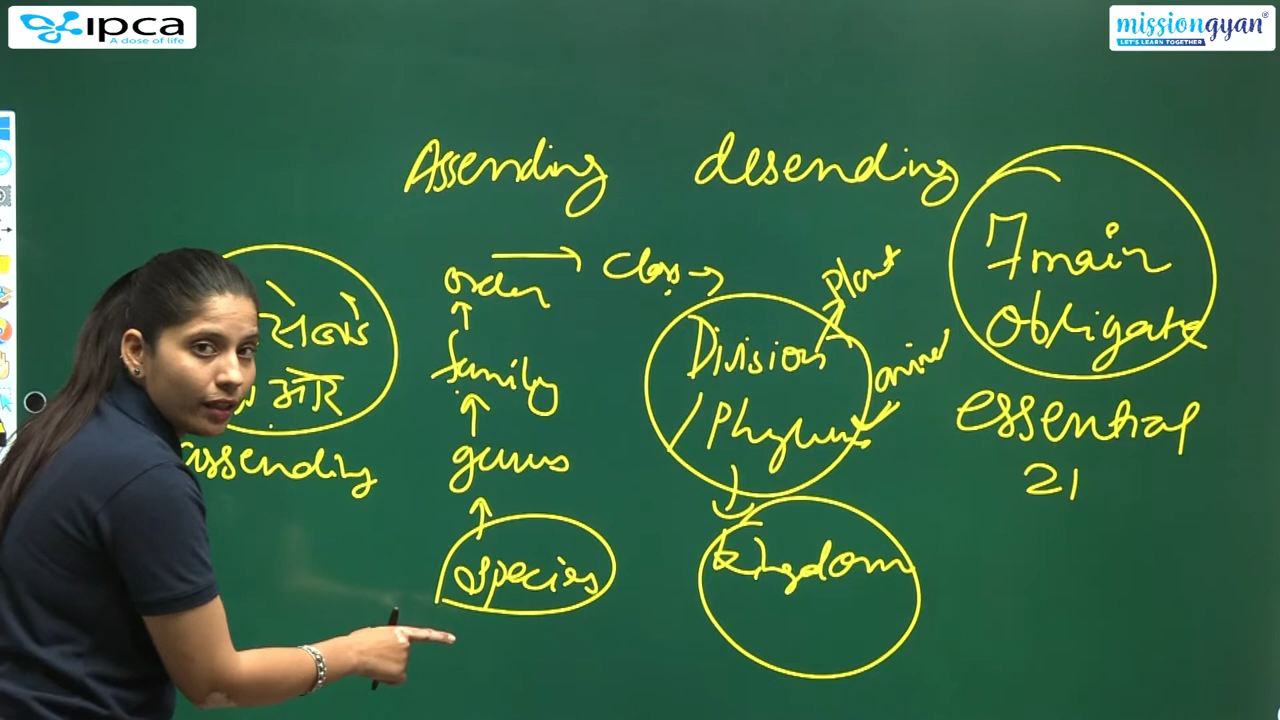 ipca
A dose of life
missiongyan®
LET'S LEARN TOGETHER
Assending desending
7 main
obligate
essential
21
ओर
assending
order → class →
family
genus
species
Division → Plant
/ Phylum animal
kingdom